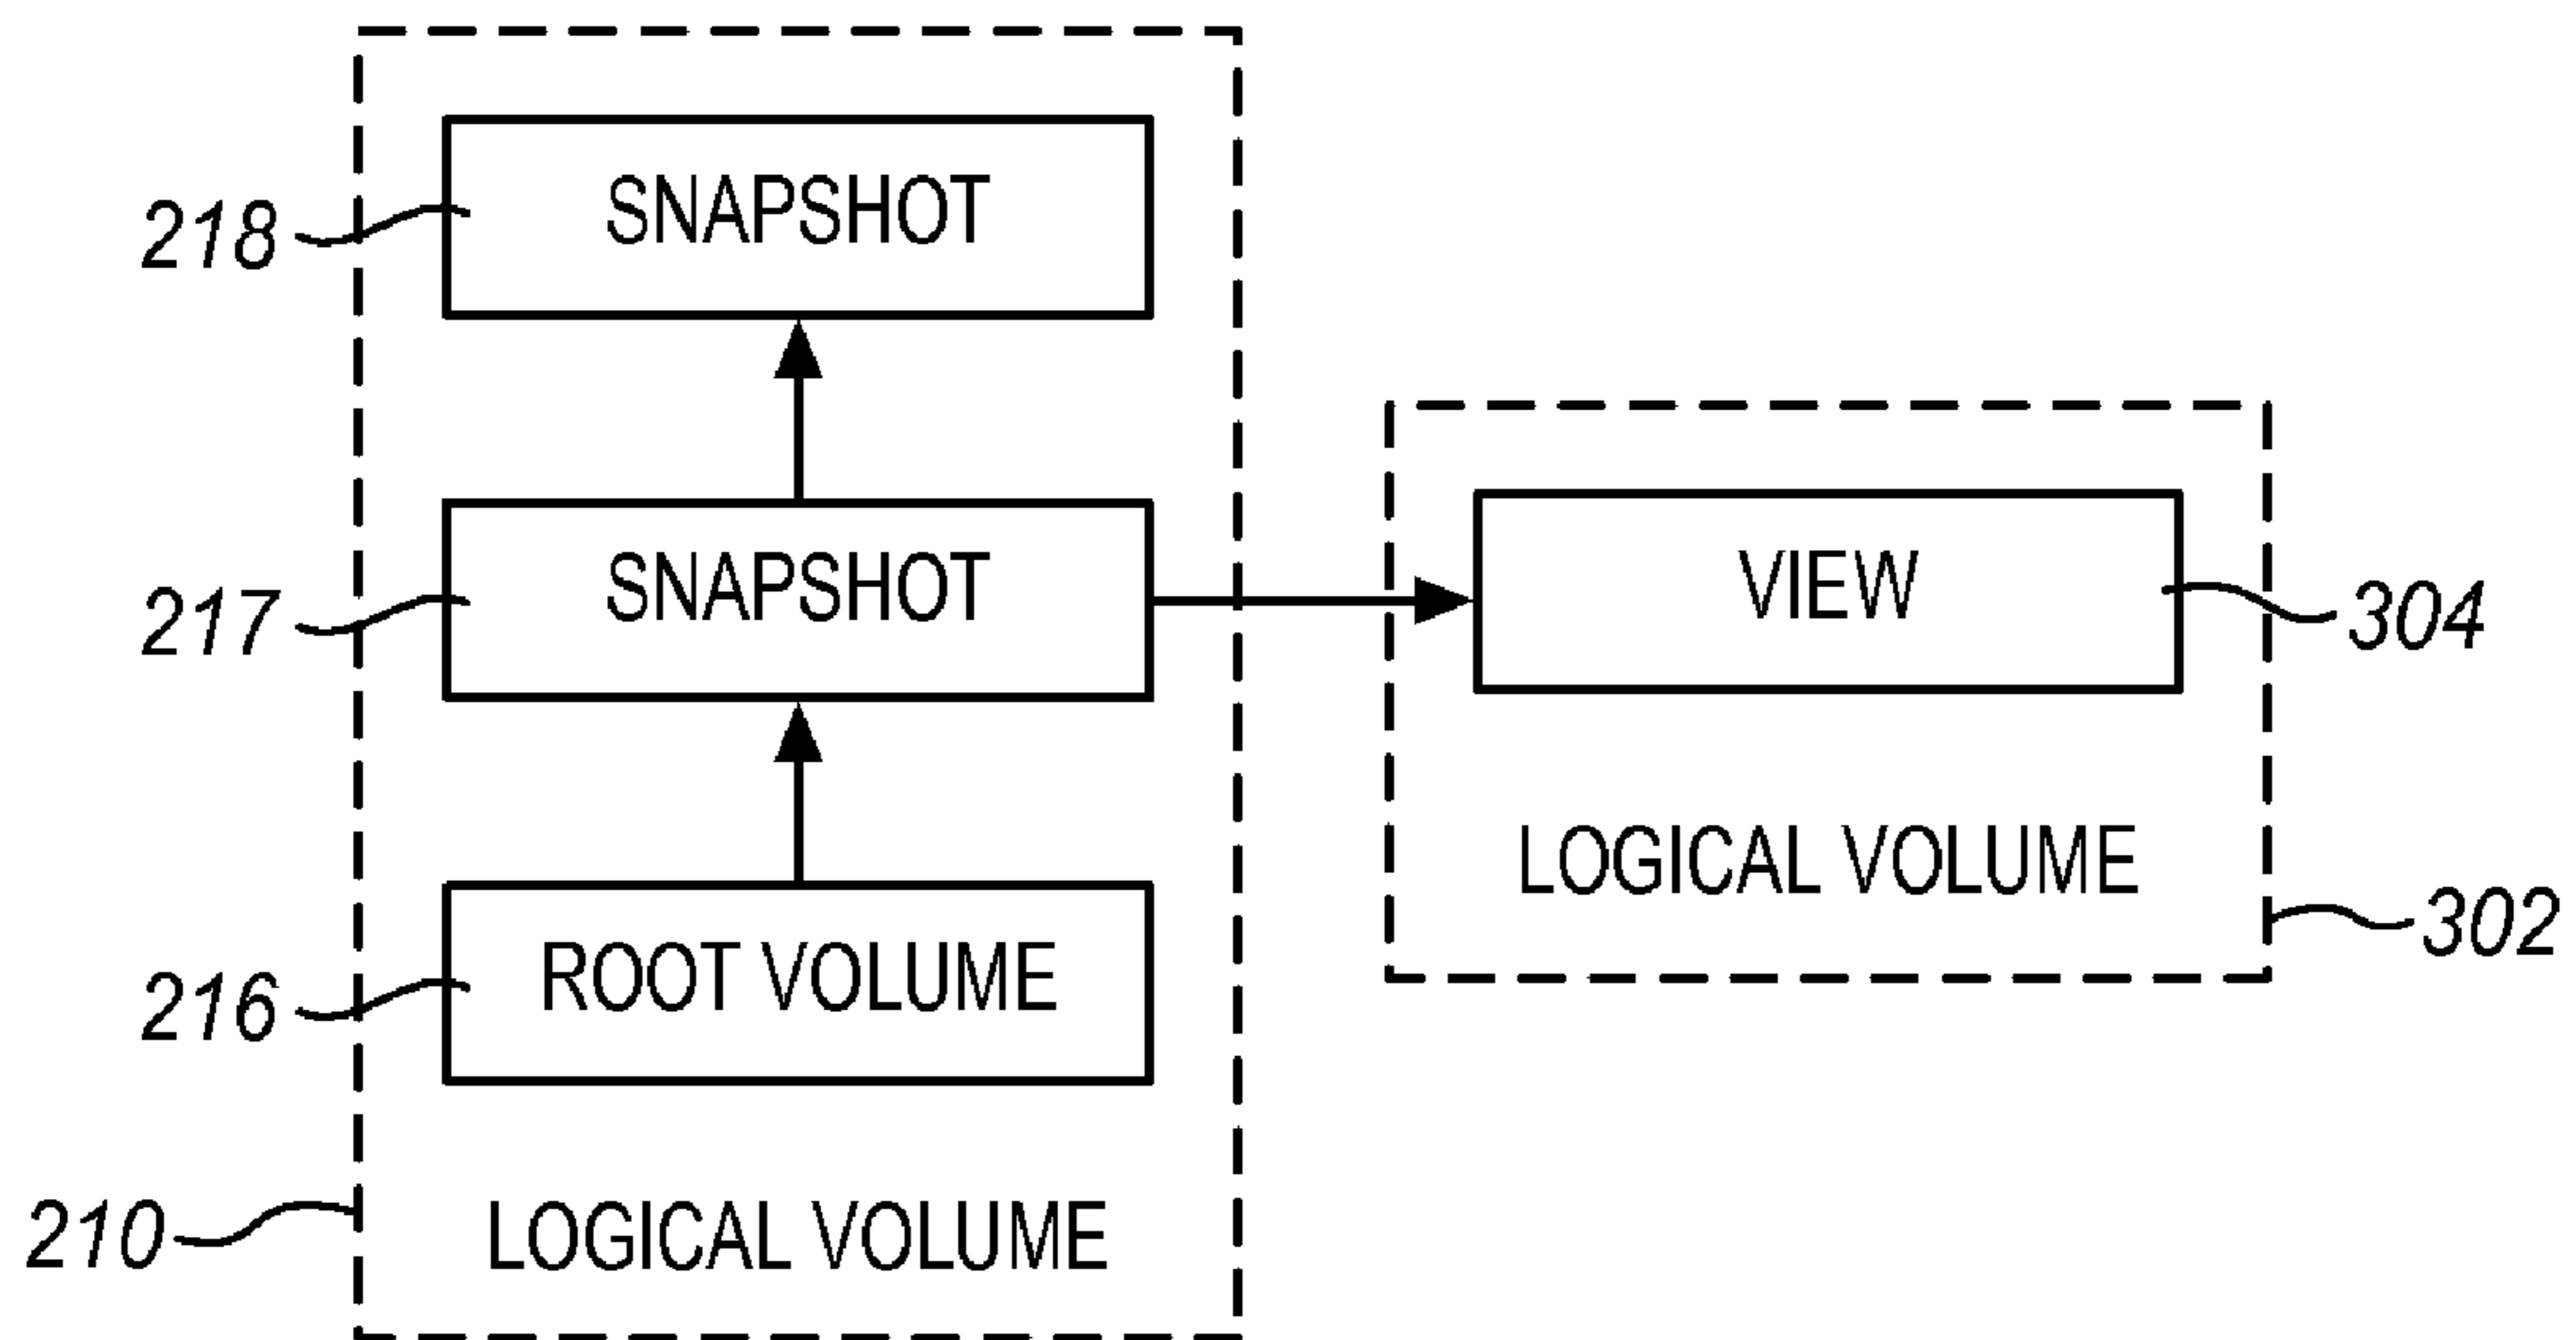 218
SNAPSHOT
217
SNAPSHOT
VIEW
304
LOGICAL VOLUME
302
216
ROOT VOLUME
210
LOGICAL VOLUME